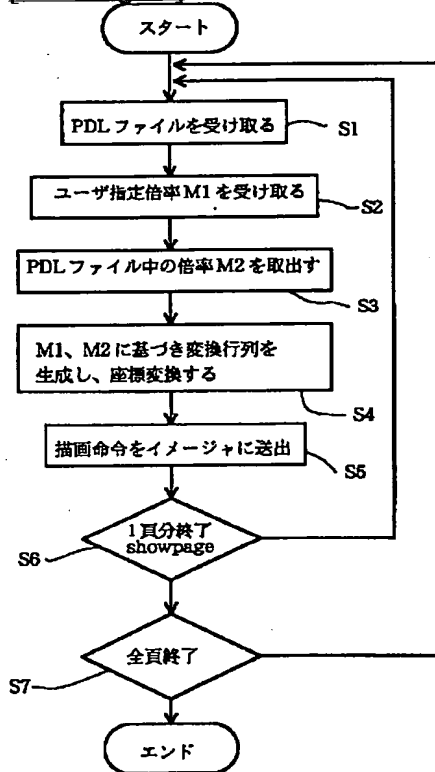 スタート
PDLファイルを受け取る
S1
ユーザ指定倍率M1を受け取る
S2
PDLファイル中の倍率M2を取出す
S3
M1、M2に基づき変換行列を
生成し、座標変換する
S4
描画命令をイメージャに送出
S5
1頁分終了
showpage
S6
全頁終了
S7
エンド